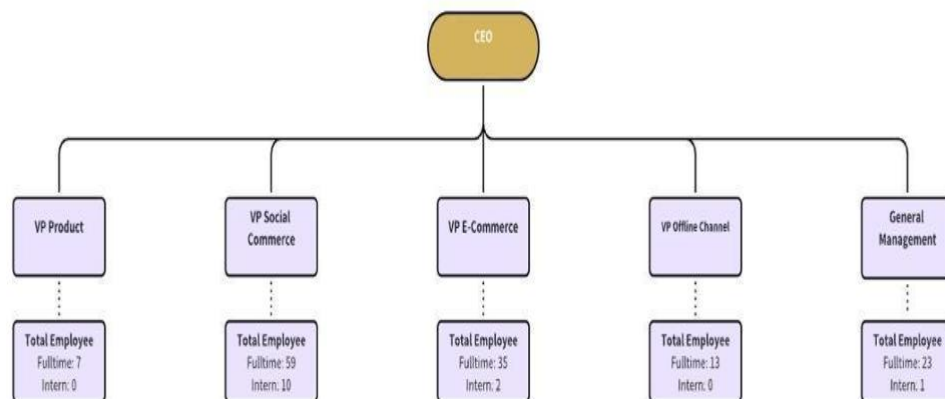 CEO
VP Product
VP Social
Commerce
VP E-Commerce
VP Offline Channel
General
Management
Total Employee
Fulltime: 7
Intern: 0
Total Employee
Fulltime: 59
Intern: 10
Total Employee
Fulltime: 35
Intern: 2
Total Employee
Fulltime: 13
Intern: 0
Total Employee
Fulltime: 23
Intern: 1